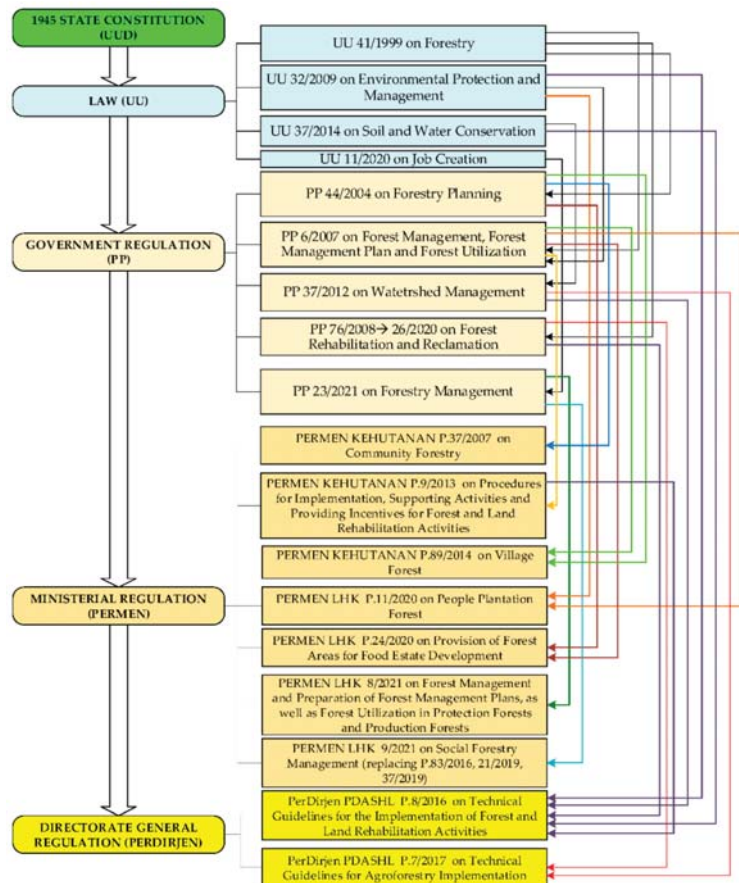 1945 STATE CONSTITUTION
(UUD)
LAW (UU)
UU 41/1999 on Forestry
UU 32/2009 on Environmental Protection and
Management
UU 37/2014 on Soil and Water Conservation
UU 11/2020 on Job Creation
GOVERNMENT REGULATION
(PP)
PP 44/2004 on Forestry Planning
PP 6/2007 on Forest Management, Forest
Management Plan and Forest Utilization
PP 37/2012 on Watetrshed Management
PP 76/2008→ 26/2020 on Forest
Rehabilitation and Reclamation
PP 23/2021 on Forestry Management
MINISTERIAL REGULATION
(PERMEN)
PERMEN KEHUTANAN P.37/2007 on
Community Forestry
PERMEN KEHUTANAN P.9/2013 on Procedures
for Implementation, Supporting Activities and
Providing Incentives for Forest and Land
Rehabilitation Activities
PERMEN KEHUTANAN P.89/2014 on Village
Forest
PERMEN LHK P.11/2020 on People Plantation
Forest
PERMEN LHK P.24/2020 on Provision of Forest
Areas for Food Estate Development
PERMEN LHK 8/2021 on Forest Management
and Preparation of Forest Management Plans, as
well as Forest Utilization in Protection Forests
and Production Forests
PERMEN LHK 9/2021 on Social Forestry
Management (replacing P.83/2016, 21/2019,
37/2019)
DIRECTORATE GENERAL
REGULATION (PERDIRJEN)
PerDirjen PDASHL P.8/2016 on Technical
Guidelines for the Implementation of Forest and
Land Rehabilitation Activities
PerDirjen PDASHL P.7/2017 on Technical
Guidelines for Agroforestry Implementation